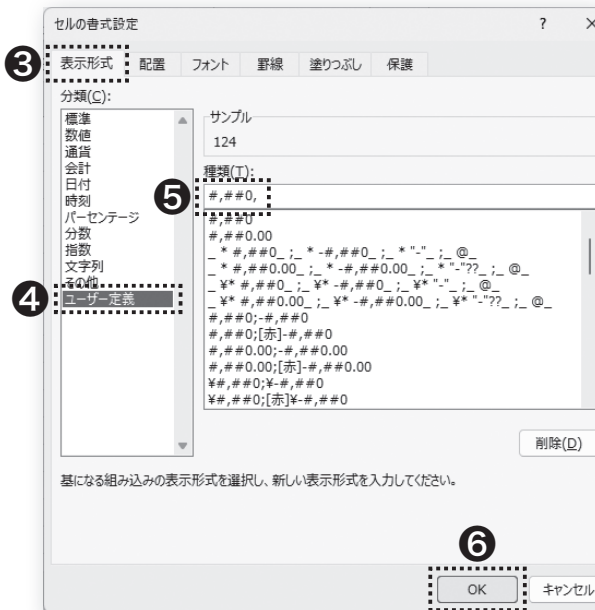 セルの書式設定 ? ×
❸ 表示形式 配置 フォント 罫線 塗りつぶし 保護
分類(C):
標準
数値
通貨
会計
日付
時刻
パーセンテージ
分数
指数
文字列
その他
❹ ユーザー定義
サンプル
124
種類(T):
❺ #,##0,
#,##0
#,##0.00
_ * #,##0_ ;_ * -#,##0_ ;_ * "-"_ ;_ @_
_ * #,##0.00_ ;_ * -#,##0.00_ ;_ * "-"??_ ;_ @_
_ ¥* #,##0_ ;_ ¥* -#,##0_ ;_ ¥* "-"_ ;_ @_
_ ¥* #,##0.00_ ;_ ¥* -#,##0.00_ ;_ ¥* "-"??_ ;_ @_
#,##0;-#,##0
#,##0;[赤]-#,##0
#,##0.00;-#,##0.00
#,##0.00;[赤]-#,##0.00
¥#,##0;¥-#,##0
¥#,##0;[赤]¥-#,##0
削除(D)
基になる組み込みの表示形式を選択し、新しい表示形式を入力してください。
❻
OK キャンセル